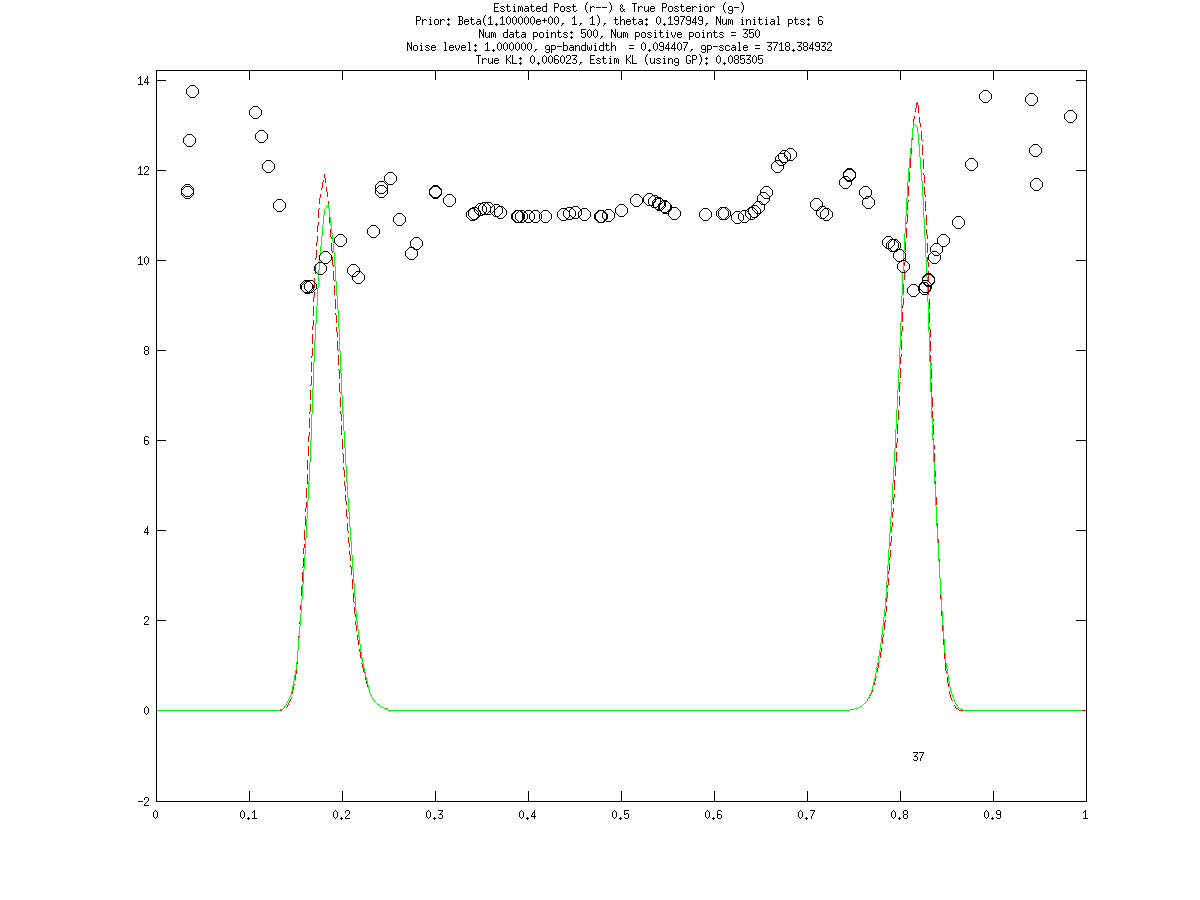 Estimated Post (r--) & True Posterior (g-)
Prior: Beta(1.100000e+00, 1, 1), theta: 0.197949, Num initial pts: 6
Num data points: 500, Num positive points = 350
Noise level: 1.000000, gp-bandwidth  = 0.094407, gp-scale = 3718.384932
True KL: 0.006023, Estim KL (using GP): 0.085305
14
12
10
8
6
4
2
0
37
-2
0 0.1 0.2 0.3 0.4 0.5 0.6 0.7 0.8 0.9 1